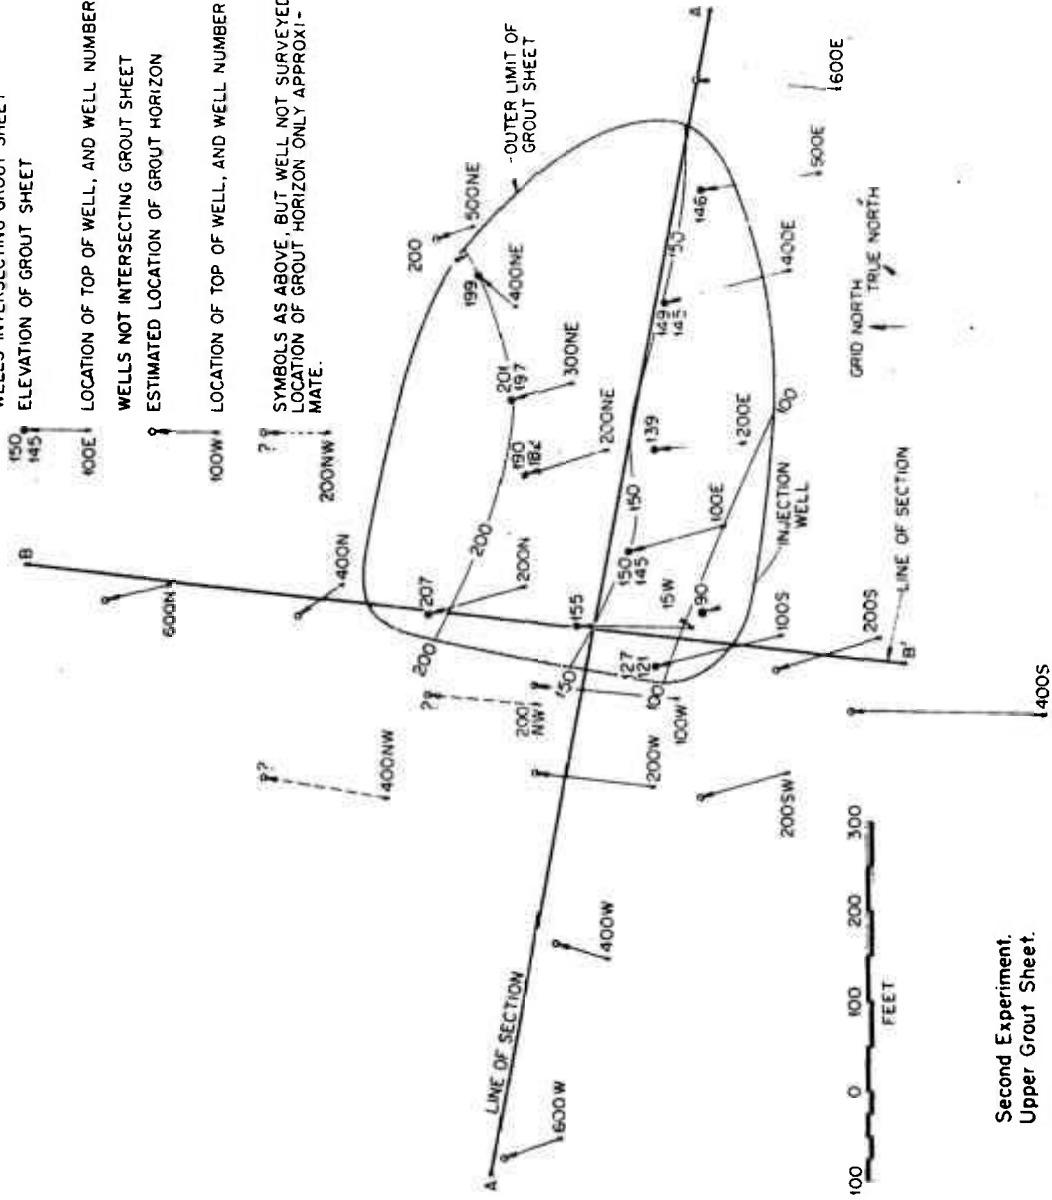 WELLS INTERSECTING GROUT SHEET
150
145
ELEVATION OF GROUT SHEET
100E
LOCATION OF TOP OF WELL, AND WELL NUMBER
WELLS NOT INTERSECTING GROUT SHEET
ESTIMATED LOCATION OF GROUT HORIZON
100W
LOCATION OF TOP OF WELL, AND WELL NUMBER
?
200NW
SYMBOLS AS ABOVE, BUT WELL NOT SURVEYED
LOCATION OF GROUT HORIZON ONLY APPROXI-
MATE.
B
600N
400N
207
200N
200
200
-OUTER LIMIT OF
GROUT SHEET
200
500NE
199
400NE
201
197
300NE
190
182
200NE
A
600E
500E
146
150
400E
149
145
139
200E
100
150
100E
150
145
155
15W
90
INJECTION
WELL
100S
127
121
150
100
100W
?
200
NW
??
400NW
200W
200SW
200S
B'
LINE OF SECTION
400S
400W
LINE OF SECTION
600W
A
GRID NORTH
TRUE NORTH
100
0
100
200
300
FEET
Second Experiment.
Upper Grout Sheet.